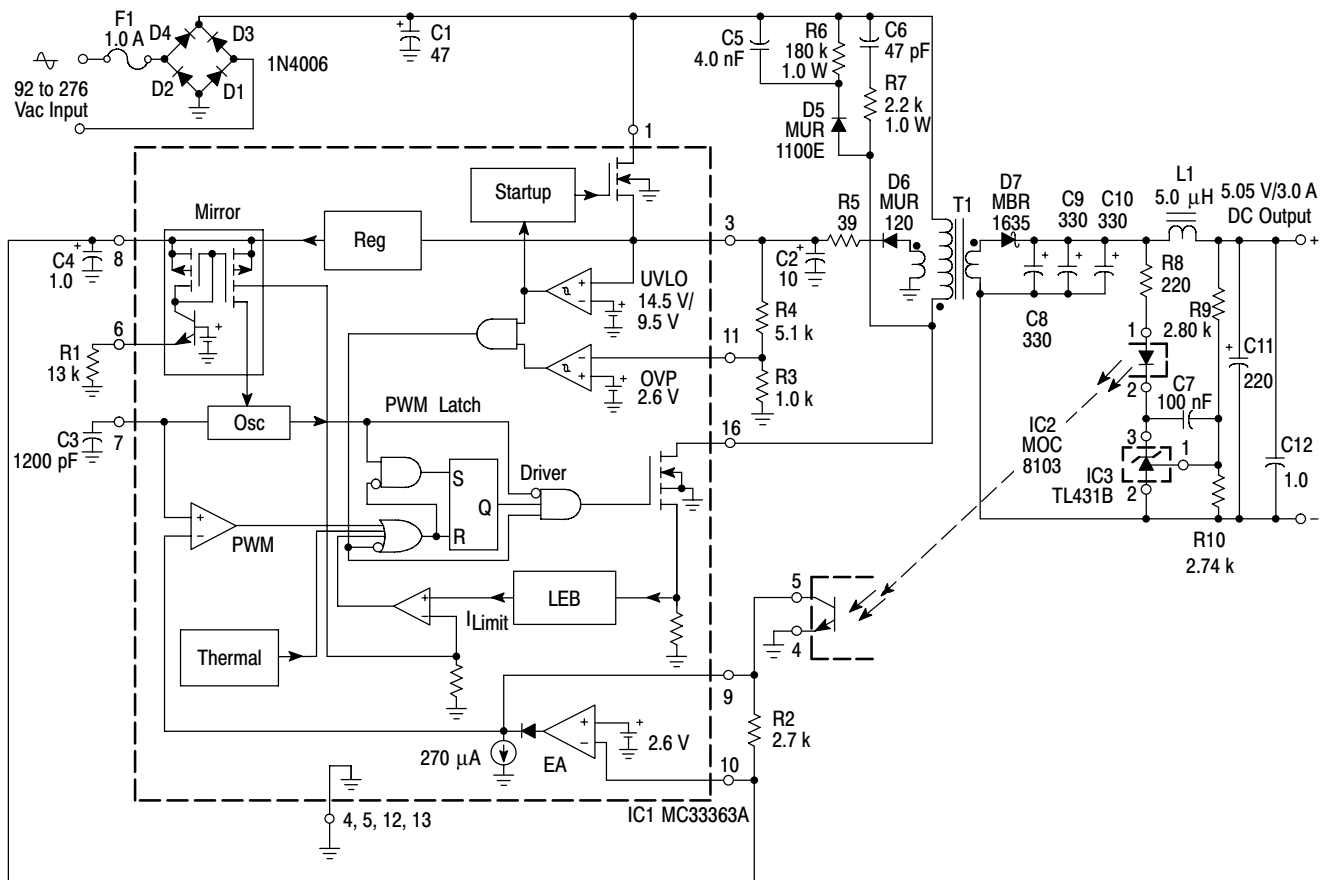 F1
1.0 A
D4
D3
D2
D1
1N4006
92 to 276
Vac Input
+
C1
47
C5
4.0 nF
R6
180 k
1.0 W
+
C6
47 pF
R7
2.2 k
1.0 W
D5
MUR
1100E
1
Startup
Mirror
Reg
+
C4
1.0
8
6
R1
13 k
+
UVLO
14.5 V/
9.5 V
-
+
+
OVP
2.6 V
-
+
+
3
11
16
R5
39
D6
MUR
120
+
C2
10
R4
5.1 k
R3
1.0 k
T1
D7
MBR
1635
C9
330
C10
330
+
+
+
C8
330
L1
5.0 µH
5.05 V/3.0 A
DC Output
+
R8
220
R9
2.80 k
1
2
C7
100 nF
+
C11
220
IC2
MOC
8103
3
1
IC3
TL431B
2
C12
1.0
–
R10
2.74 k
Osc
C3
1200 pF
7
PWM Latch
S
Q
R
Driver
+
–
PWM
LEB
+
–
ILimit
Thermal
5
4
9
R2
2.7 k
10
270 µA
EA
+
–
+
2.6 V
4, 5, 12, 13
IC1 MC33363A